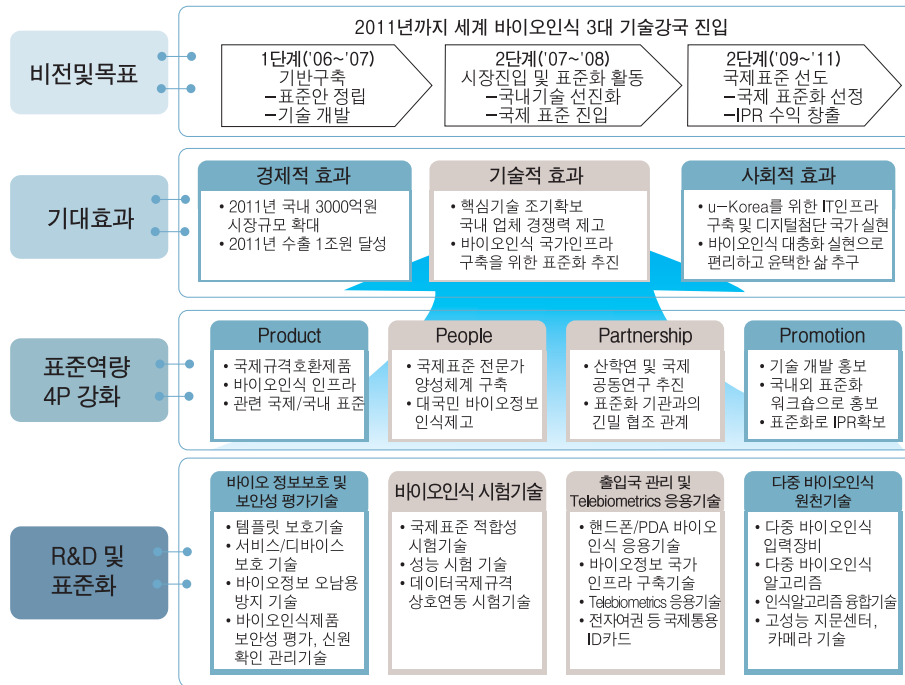 비전및목표
2011년까지 세계 바이오인식 3대 기술강국 진입
1단계('06~'07)
기반구축
–표준안 정립
–기술 개발
2단계('07~'08)
시장진입 및 표준화 활동
–국내기술 선진화
–국제 표준 진입
2단계('09~'11)
국제표준 선도
–국제 표준화 선정
–IPR 수익 창출
기대효과
경제적 효과
• 2011년 국내 3000억원
시장규모 확대
• 2011년 수출 1조원 달성
기술적 효과
• 핵심기술 조기확보
국내 업체 경쟁력 제고
• 바이오인식 국가인프라
구축을 위한 표준화 추진
사회적 효과
• u-Korea를 위한 IT인프라
구축 및 디지털첨단 국가 실현
• 바이오인식 대충화 실현으로
편리하고 윤택한 삶 추구
표준역량
4P 강화
Product
• 국제규격호환제품
• 바이오인식 인프라
• 관련 국제/국내 표준
People
• 국제표준 전문가
양성체계 구축
• 대국민 바이오정보
인식제고
Partnership
• 산학연 및 국제
공동연구 추진
• 표준화 기관과의
긴밀 협조 관계
Promotion
• 기술 개발 홍보
• 국내외 표준화
워크숍으로 홍보
• 표준화로 IPR확보
R&D 및
표준화
바이오 정보보호 및
보안성 평가기술
• 템플릿 보호기술
• 서비스/디바이스
보호 기술
• 바이오정보 오남용
방지 기술
• 바이오인식제품
보안성 평가, 신원
확인 관리기술
바이오인식 시험기술
• 국제표준 적합성
시험기술
• 성능 시험 기술
• 데이터국제규격
상호연동 시험기술
출입국 관리 및
Telebiometrics 응용기술
• 핸드폰/PDA 바이오
인식 응용기술
• 바이오정보 국가
인프라 구축기술
• Telebiometrics 응용기술
• 전자여권 등 국제통용
ID카드
다중 바이오인식
원천기술
• 다중 바이오인식
입력장비
• 다중 바이오인식
알고리즘
• 인식알고리즘 융합기술
• 고성능 지문센터,
카메라 기술